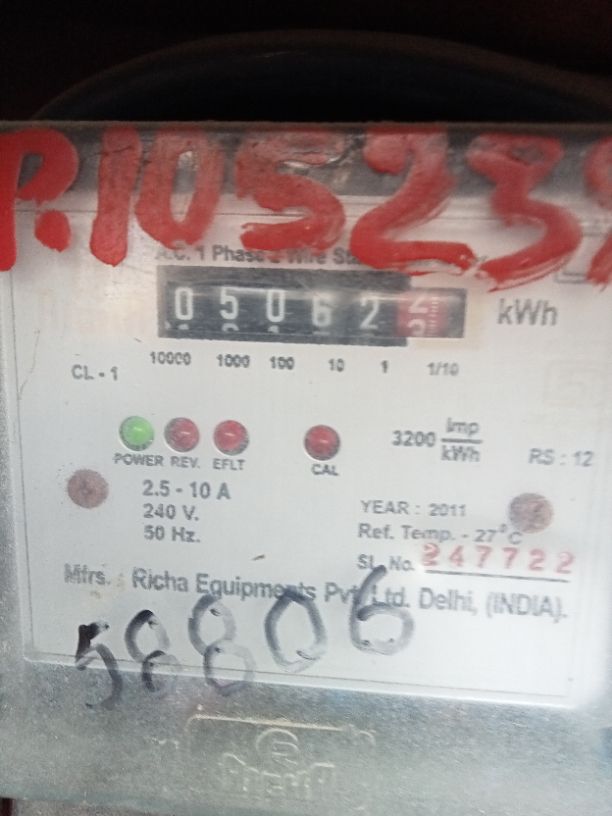 P.105239
A.C. 1 Phase 2 Wire
0 5 0 6 2 2 kWh
10000 1000 100 10 1 1/10
CL - 1
3200 Imp/kWh
POWER REV. EFLT CAL
RS : 12
2.5 - 10 A
240 V.
50 Hz.
YEAR : 2011
Ref. Temp. - 27°C
SL. No. 247722
Mfrs. : Richa Equipments Pvt. Ltd. Delhi, (INDIA).
58806